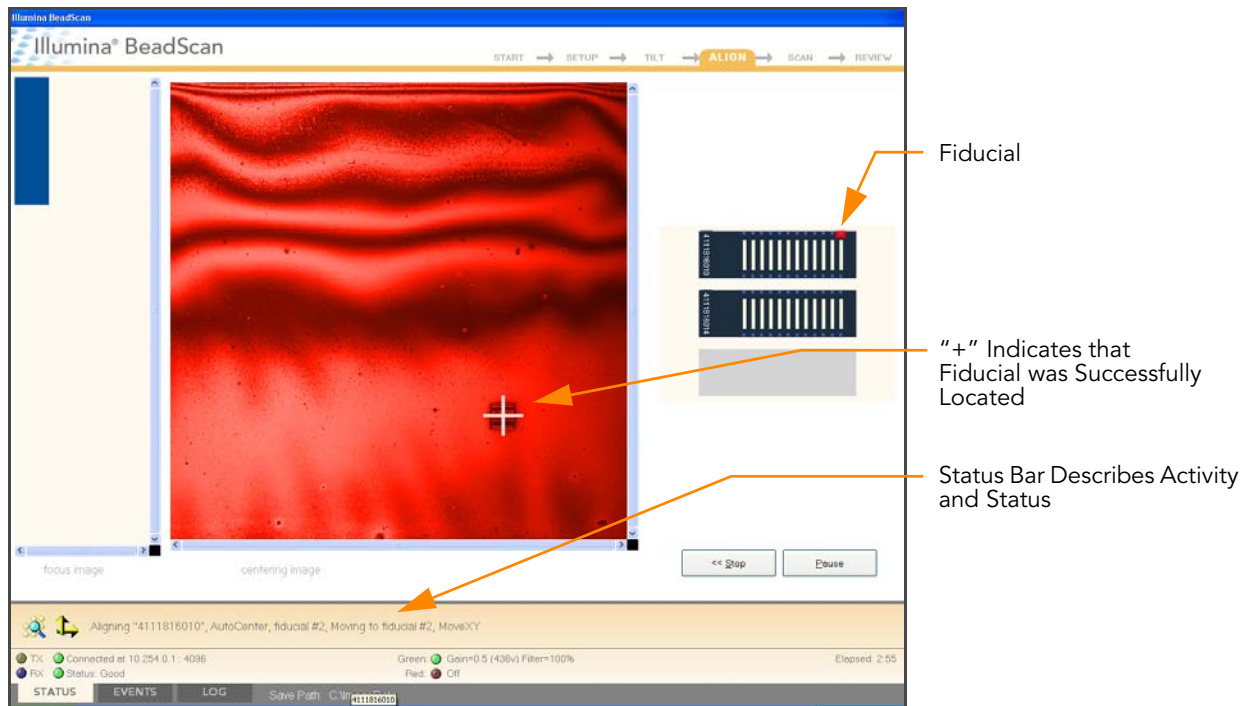 Illumina BeadScan
Illumina® BeadScan
START → SETUP → TILT → ALIGN → SCAN → REVIEW
Fiducial
4111816010
4111816014
"+" Indicates that
Fiducial was Successfully
Located
Status Bar Describes Activity
and Status
<< Stop
Pause
focus image
centering image
Aligning "4111816010", AutoCenter, fiducial #2, Moving to fiducial #2, MoveXY
TX Connected at 10.254.0.1 : 4096 Green: Gain=0.5 (436v) Filter=100% Elapsed: 2:55
RX Status: Good Red: Off
STATUS EVENTS LOG Save Path: C:\
4111816010